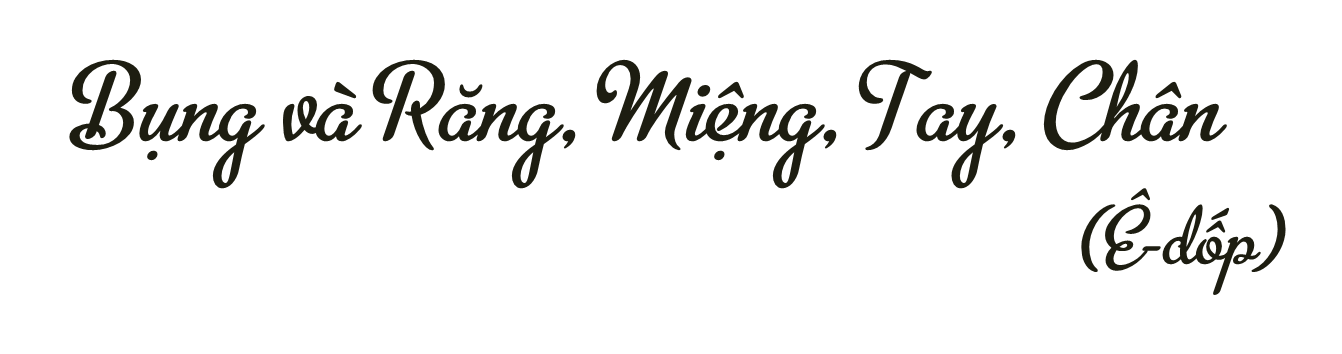 Bụng và Răng, Miệng, Tay, Chân
(Ê-dốp)